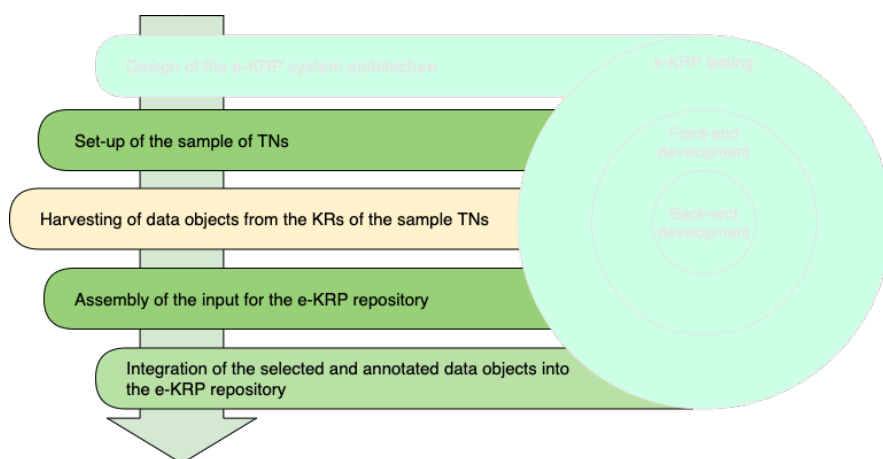 Design of the e-KRP system architecture
e-KRP testing
Set-up of the sample of TNs
Front-end
development
Harvesting of data objects from the KRs of the sample TNs
Back-end
development
Assembly of the input for the e-KRP repository
Integration of the selected and annotated data objects into
the e-KRP repository